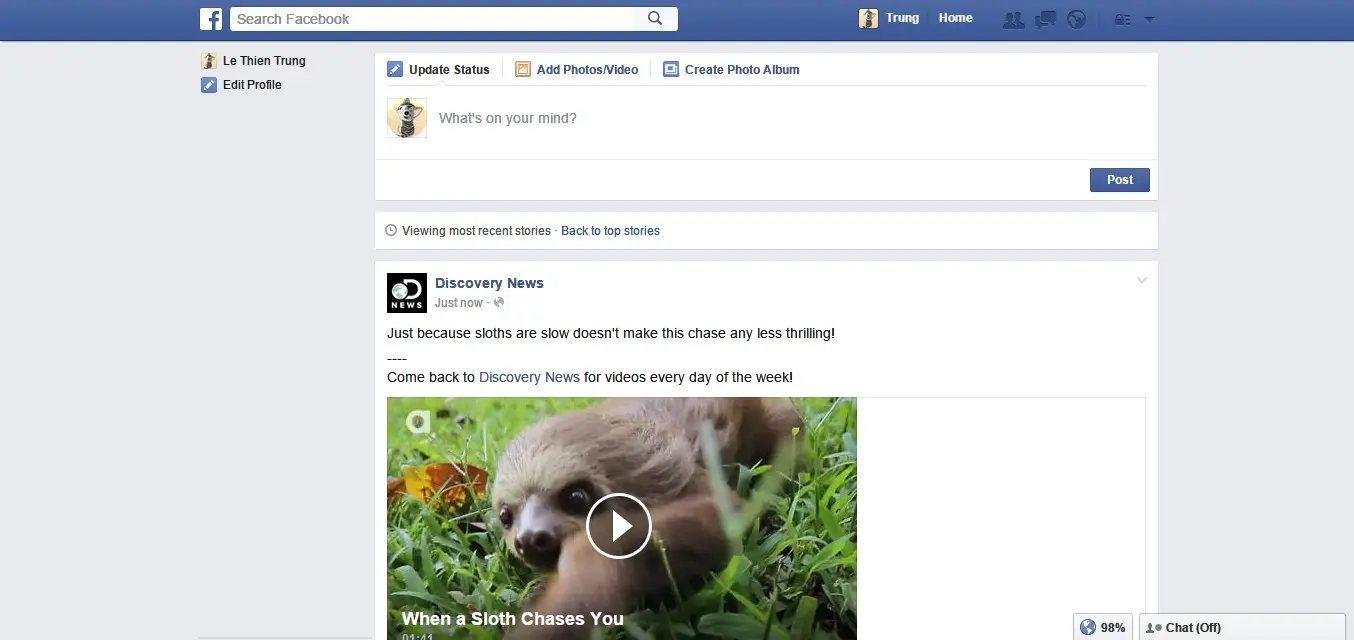 Search Facebook
Trung Home
Le Thien Trung
Edit Profile
Update Status Add Photos/Video Create Photo Album
What's on your mind?
Post
Viewing most recent stories · Back to top stories
Discovery News
NEWS
Just now ·
Just because sloths are slow doesn't make this chase any less thrilling!
----
Come back to Discovery News for videos every day of the week!
a
When a Sloth Chases You
01:41
98% Chat (Off)